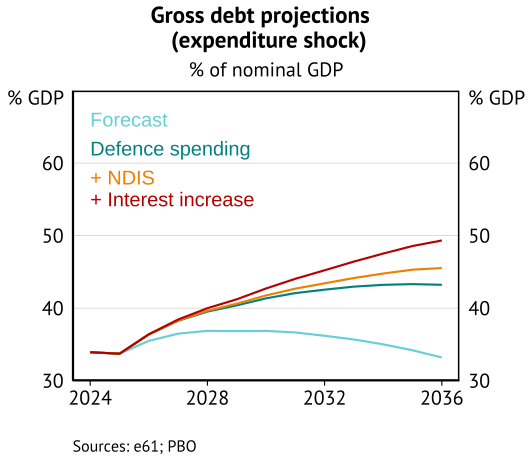 Gross debt projections
(expenditure shock)
% of nominal GDP
% GDP % GDP
Forecast
Defence spending
+ NDIS
+ Interest increase
60 60
50 50
40 40
30 30
2024 2028 2032 2036
Sources: e61; PBO